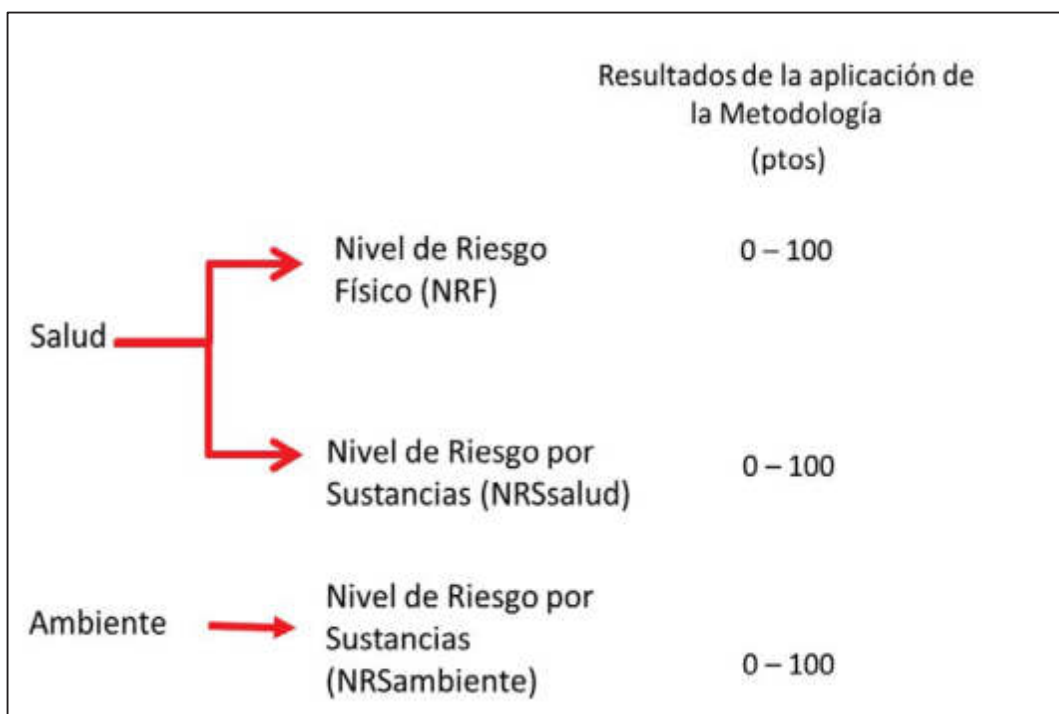 Resultados de la aplicación de
la Metodología
(ptos)
Nivel de Riesgo
Físico (NRF)
0 – 100
Salud
Nivel de Riesgo por
Sustancias (NRSsalud)
0 – 100
Ambiente
Nivel de Riesgo por
Sustancias
(NRSambiente)
0 – 100